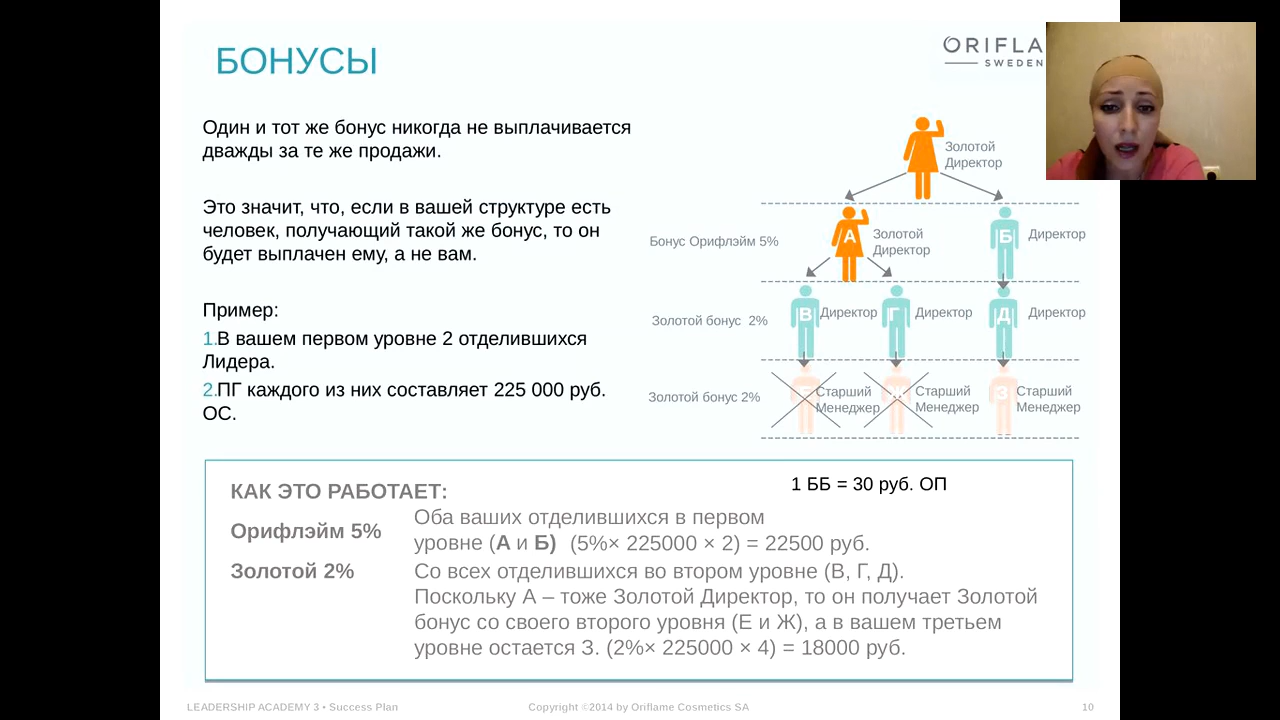 БОНУСЫ
ORIFLA
SWEDEN
Один и тот же бонус никогда не выплачивается
дважды за те же продажи.
Это значит, что, если в вашей структуре есть
человек, получающий такой же бонус, то он
будет выплачен ему, а не вам.
Пример:
1.В вашем первом уровне 2 отделившихся
Лидера.
2.ПГ каждого из них составляет 225 000 руб.
ОС.
Золотой
Директор
Бонус Орифлэйм 5%
А
Золотой
Директор
Б
Директор
Золотой бонус 2%
В
Директор
Г
Директор
Д
Директор
Золотой бонус 2%
Старший
Менеджер
Ж
Старший
Менеджер
З
Старший
Менеджер
КАК ЭТО РАБОТАЕТ:
1 ББ = 30 руб. ОП
Орифлэйм 5%
Оба ваших отделившихся в первом
уровне (А и Б) (5%× 225000 × 2) = 22500 руб.
Золотой 2%
Со всех отделившихся во втором уровне (В, Г, Д).
Поскольку А – тоже Золотой Директор, то он получает Золотой
бонус со своего второго уровня (Е и Ж), а в вашем третьем
уровне остается З. (2%× 225000 × 4) = 18000 руб.
LEADERSHIP ACADEMY 3 • Success Plan
Copyright ©2014 by Oriflame Cosmetics SA
10